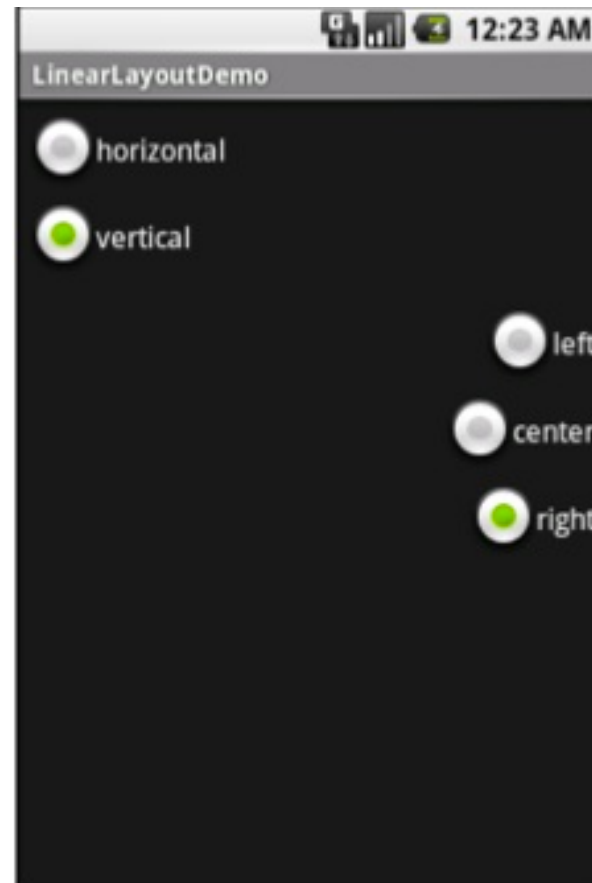 12:23 AM
LinearLayoutDemo
horizontal
vertical
left
center
right